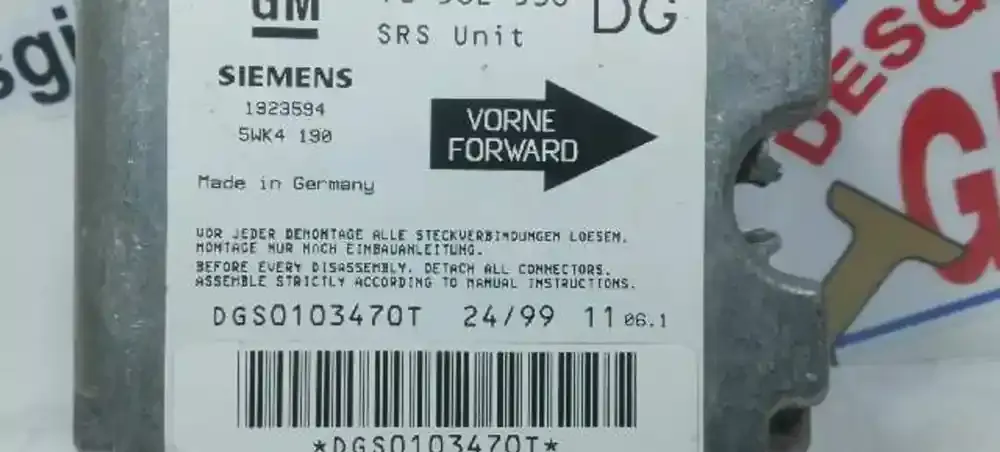 GM
DG
SRS Unit
SIEMENS
1323594
5WK4 190
VORNE
FORWARD
Made in Germany
VOR JEDER DEMONTAGE ALLE STECKVERBINDUNGEN LOESEN.
MONTAGE NUR NACH EINBAUANLEITUNG.
BEFORE EVERY DISASSEMBLY, DETACH ALL CONNECTORS.
ASSEMBLE STRICTLY ACCORDING TO MANUAL INSTRUCTIONS.
DGS0103470T 24/99 11 06.1
*DGS0103470T*
DESG